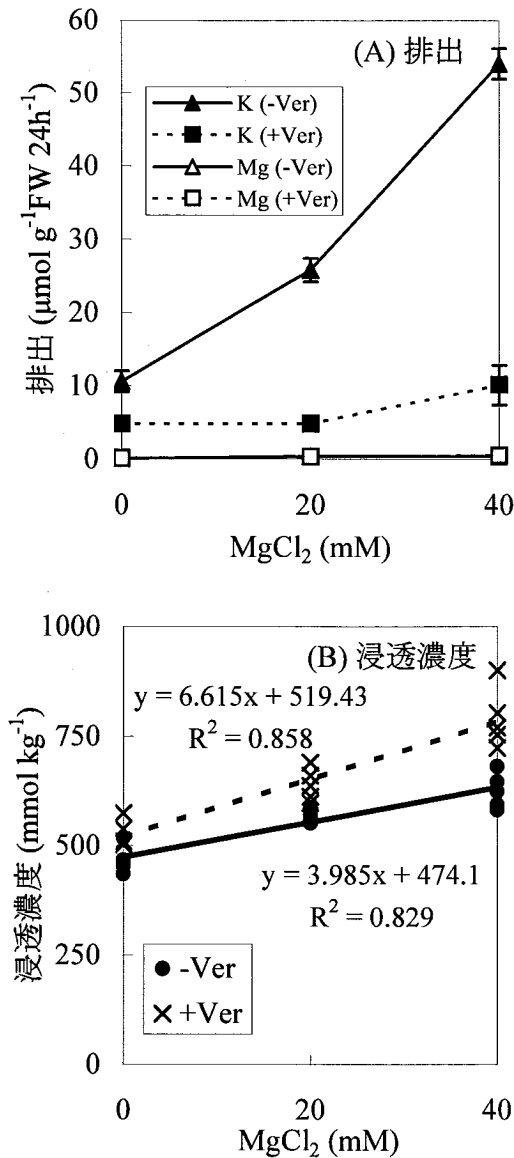 60
50
40
30
20
10
0
(A) 排出
K (-Ver)
K (+Ver)
Mg (-Ver)
Mg (+Ver)
排出 (μmol g⁻¹FW 24h⁻¹)
0
20
40
MgCl₂ (mM)
1000
750
500
250
0
(B) 浸透濃度
y = 6.615x + 519.43
R² = 0.858
y = 3.985x + 474.1
R² = 0.829
-Ver
+Ver
浸透濃度 (mmol kg⁻¹)
0
20
40
MgCl₂ (mM)